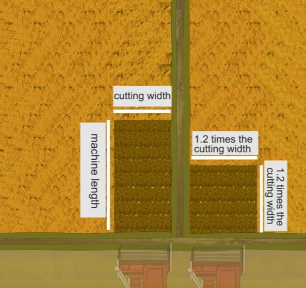 cutting width
machine length
1.2 times the
cutting width
1.2 times the
cutting width